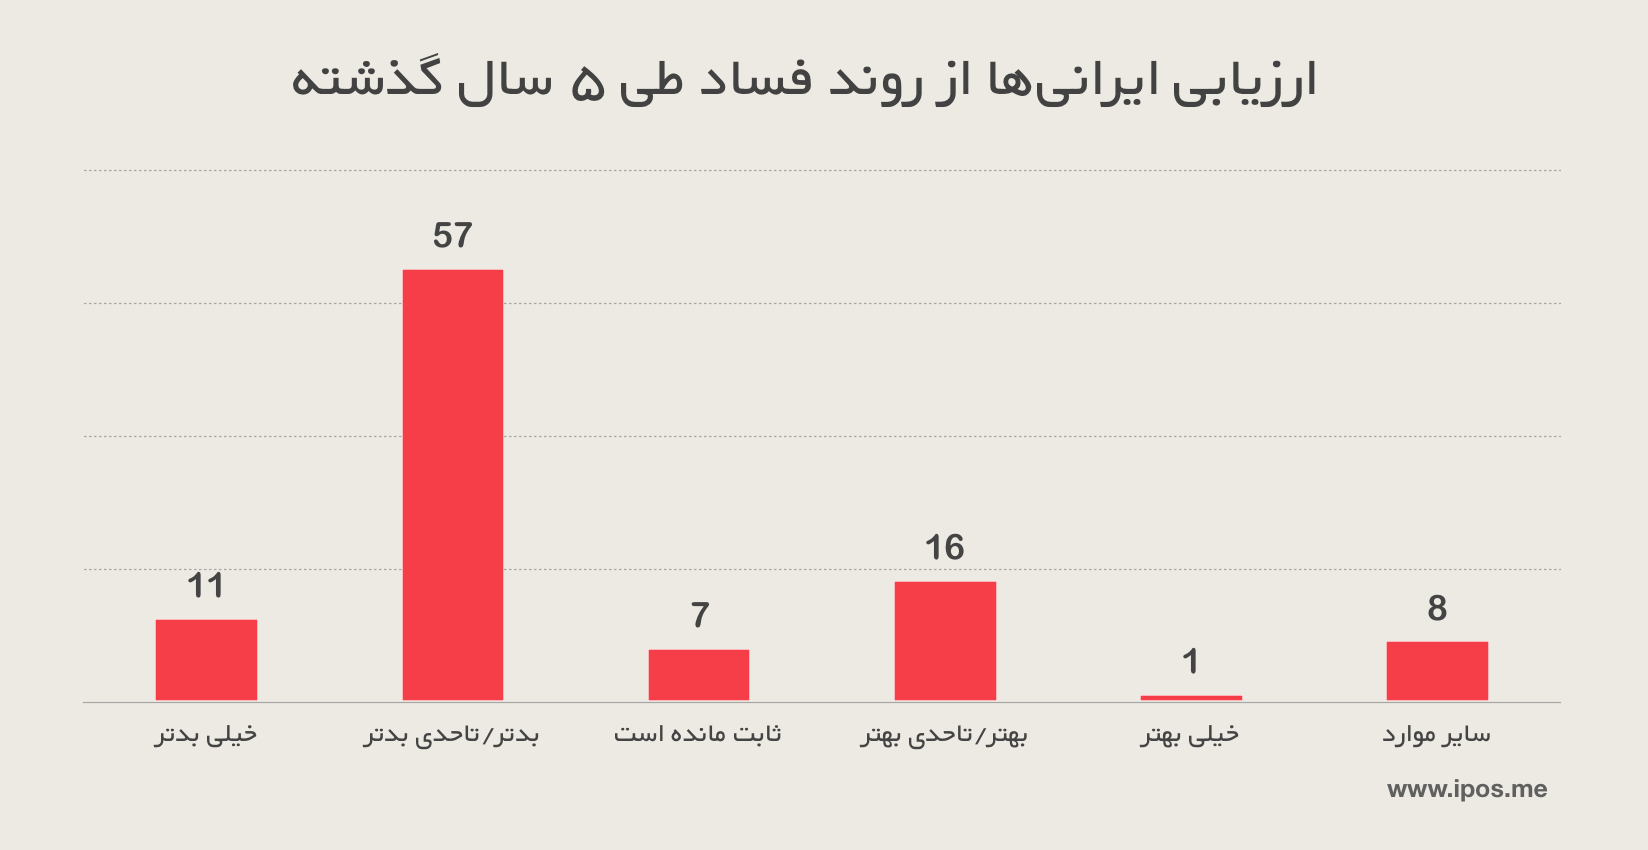 ارزیابی ایرانی‌ها از روند فساد طی ۵ سال گذشته
57
16
11
8
7
1
خیلی بدتر
بدتر/تاحدی بدتر
ثابت مانده است
بهتر/تاحدی بهتر
خیلی بهتر
سایر موارد
www.ipos.me